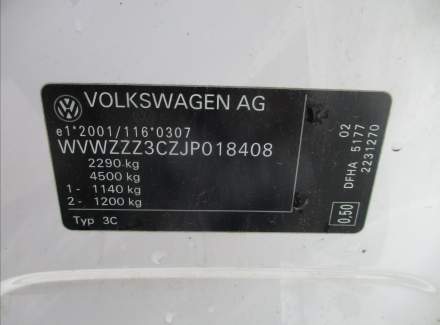 VOLKSWAGEN AG
e1*2001/116*0307
WVWZZZ3CZJP018408
2290 kg
4500 kg
1 - 1140 kg
2 - 1200 kg
Typ 3C
0.50
DFHA 5177 02
2231270